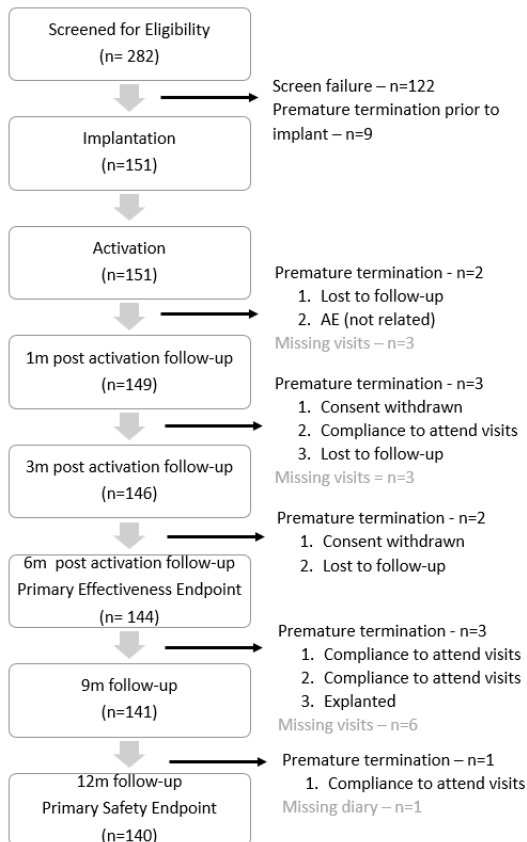 Screened for Eligibility
(n= 282)
Screen failure – n=122
Premature termination prior to
implant – n=9
Implantation
(n=151)
Activation
(n=151)
Premature termination - n=2
1. Lost to follow-up
2. AE (not related)
Missing visits – n=3
1m post activation follow-up
(n=149)
Premature termination - n=3
1. Consent withdrawn
2. Compliance to attend visits
3. Lost to follow-up
Missing visits = n=3
3m post activation follow-up
(n=146)
Premature termination - n=2
1. Consent withdrawn
2. Lost to follow-up
6m  post activation follow-up
Primary Effectiveness Endpoint
(n= 144)
Premature termination - n=3
1. Compliance to attend visits
2. Compliance to attend visits
3. Explanted
Missing visits – n=6
9m follow-up
(n=141)
Premature termination – n=1
1. Compliance to attend visits
Missing diary – n=1
12m follow-up
Primary Safety Endpoint
(n=140)